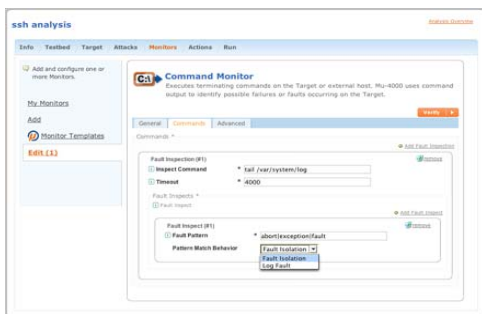 ssh analysis
Analysis Overview
Info Testbed Target Attacks Monitors Actions Run
Add and configure one or
more Monitors.
My Monitors
Add
Monitor Templates
Edit (1)
C:\
Command Monitor
Executes terminating commands on the Target or external host. Mu-4000 uses command
output to identify possible failures or faults occurring on the Target.
Verify
General Commands Advanced
Commands *
Add Fault Inspection
Fault Inspection (#1)
remove
Inspect Command * tail /var/system/log
Timeout * 4000
Fault Inspects *
Fault Inspect
Add Fault Inspect
Fault Inspect (#1)
remove
Fault Pattern * abort|exception|fault
Pattern Match Behavior Fault Isolation
Fault Isolation
Log Fault